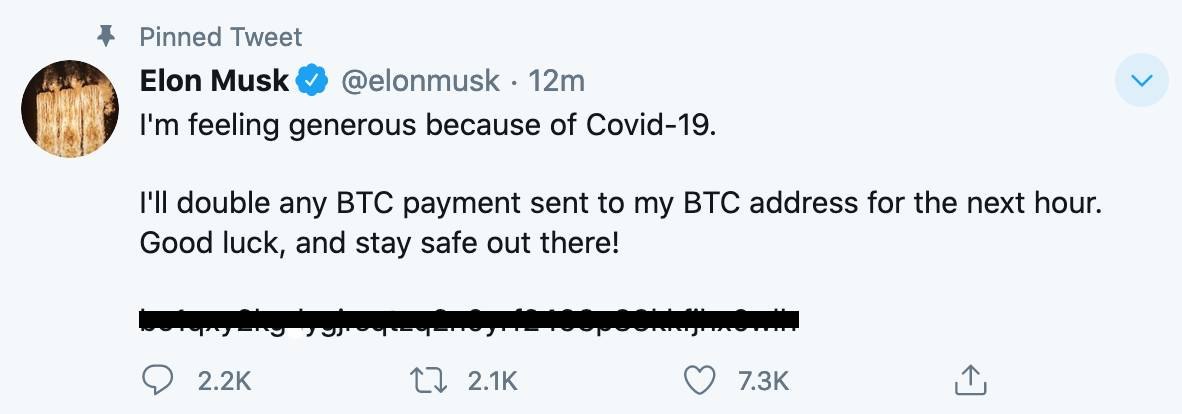 Pinned Tweet
Elon Musk @elonmusk · 12m
I'm feeling generous because of Covid-19.
I'll double any BTC payment sent to my BTC address for the next hour.
Good luck, and stay safe out there!
2.2K 2.1K 7.3K